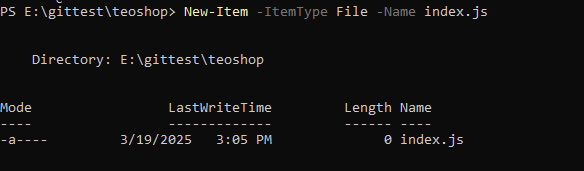 PS E:\gittest\teoshop> New-Item -ItemType File -Name index.js
Directory: E:\gittest\teoshop
Mode LastWriteTime Length Name
---- ------------- ------ ----
-a---- 3/19/2025 3:05 PM 0 index.js